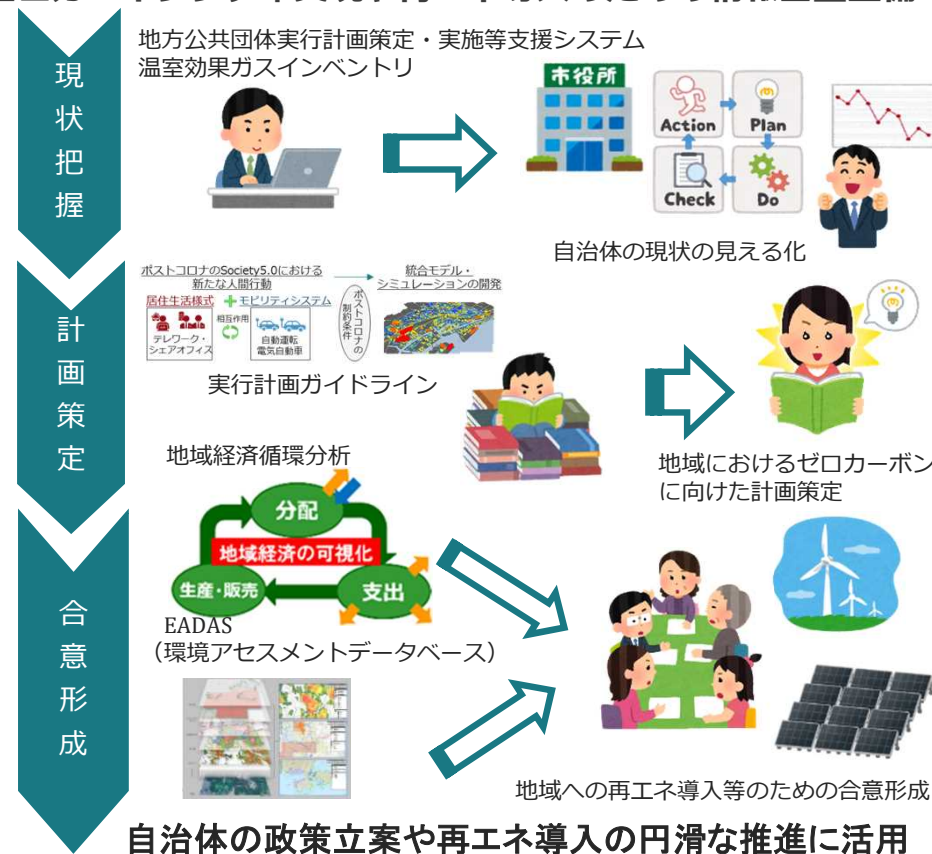 現状把握
地方公共団体実行計画策定・実施等支援システム
温室効果ガスインベントリ
市役所
Action
Plan
Check
Do
自治体の現状の見える化
計画策定
ポストコロナのSociety5.0における
新たな人間行動
統合モデル・
シミュレーションの開発
居住生活様式
モビリティシステム
相互作用
テレワーク・
シェアオフィス
自動運転
電気自動車
ポストコロナの
制約条件
実行計画ガイドライン
地域におけるゼロカーボン
に向けた計画策定
合意形成
地域経済循環分析
分配
地域経済の可視化
生産・販売
支出
EADAS
（環境アセスメントデータベース）
地域への再エネ導入等のための合意形成
自治体の政策立案や再エネ導入の円滑な推進に活用